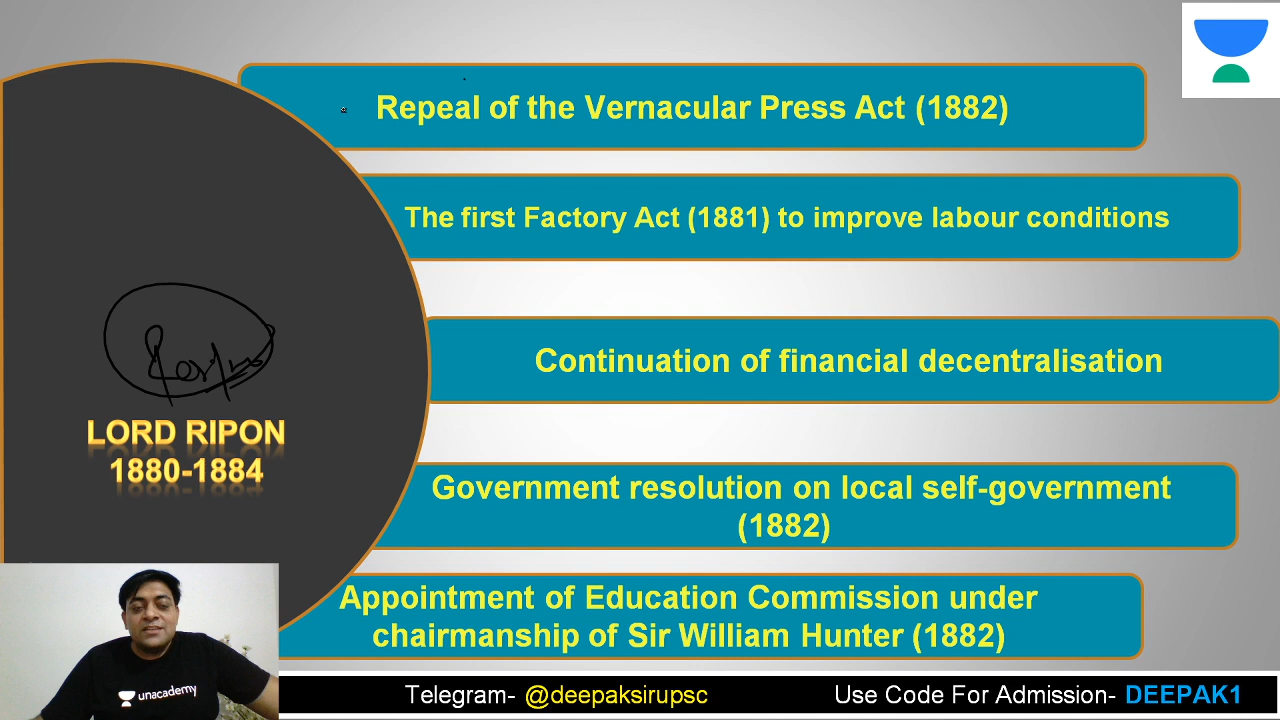 Repeal of the Vernacular Press Act (1882)
The first Factory Act (1881) to improve labour conditions
Continuation of financial decentralisation
LORD RIPON
1880-1884
Government resolution on local self-government
(1882)
Appointment of Education Commission under
chairmanship of Sir William Hunter (1882)
unacademy
Telegram- @deepaksirupsc
Use Code For Admission- DEEPAK1